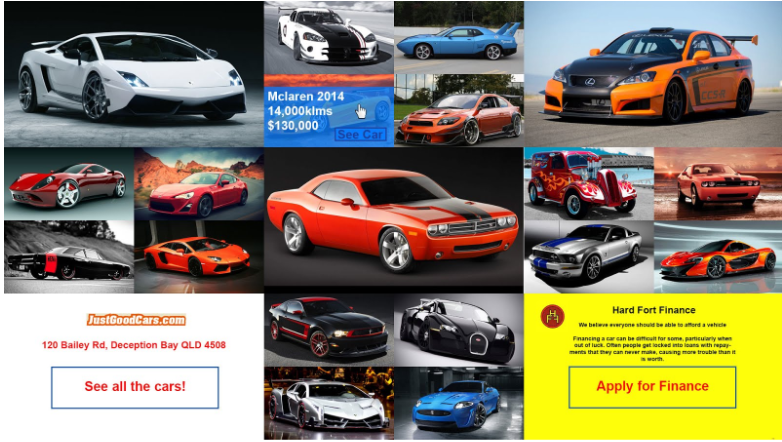 Mclaren 2014
14,000klms
$130,000
See Car
CCS-R
JustGoodCars.com
120 Bailey Rd, Deception Bay QLD 4508
See all the cars!
Hard Fort Finance
We believe everyone should be able to afford a vehicle
Financing a car can be difficult for some, particularly when
out of luck. Often people get locked into loans with repay-
ments that they can never make, causing more trouble than it
is worth.
Apply for Finance